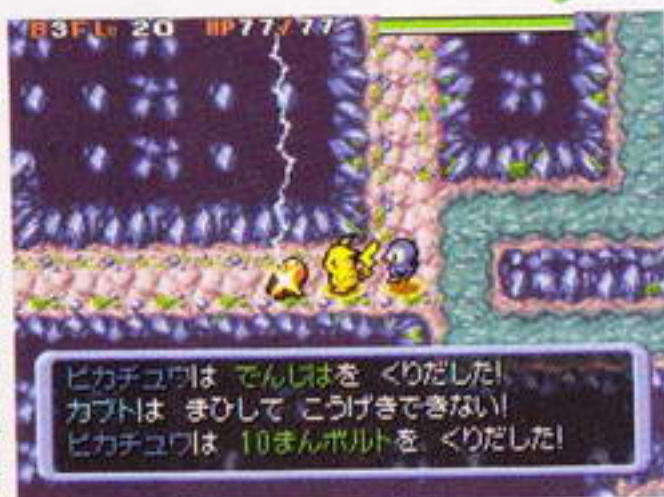 B3F Lv 20 HP77/77
ピカチュウは でんじはを くりだした!
カブトは まひして こうげきできない!
ピカチュウは 10まんボルトを くりだした!